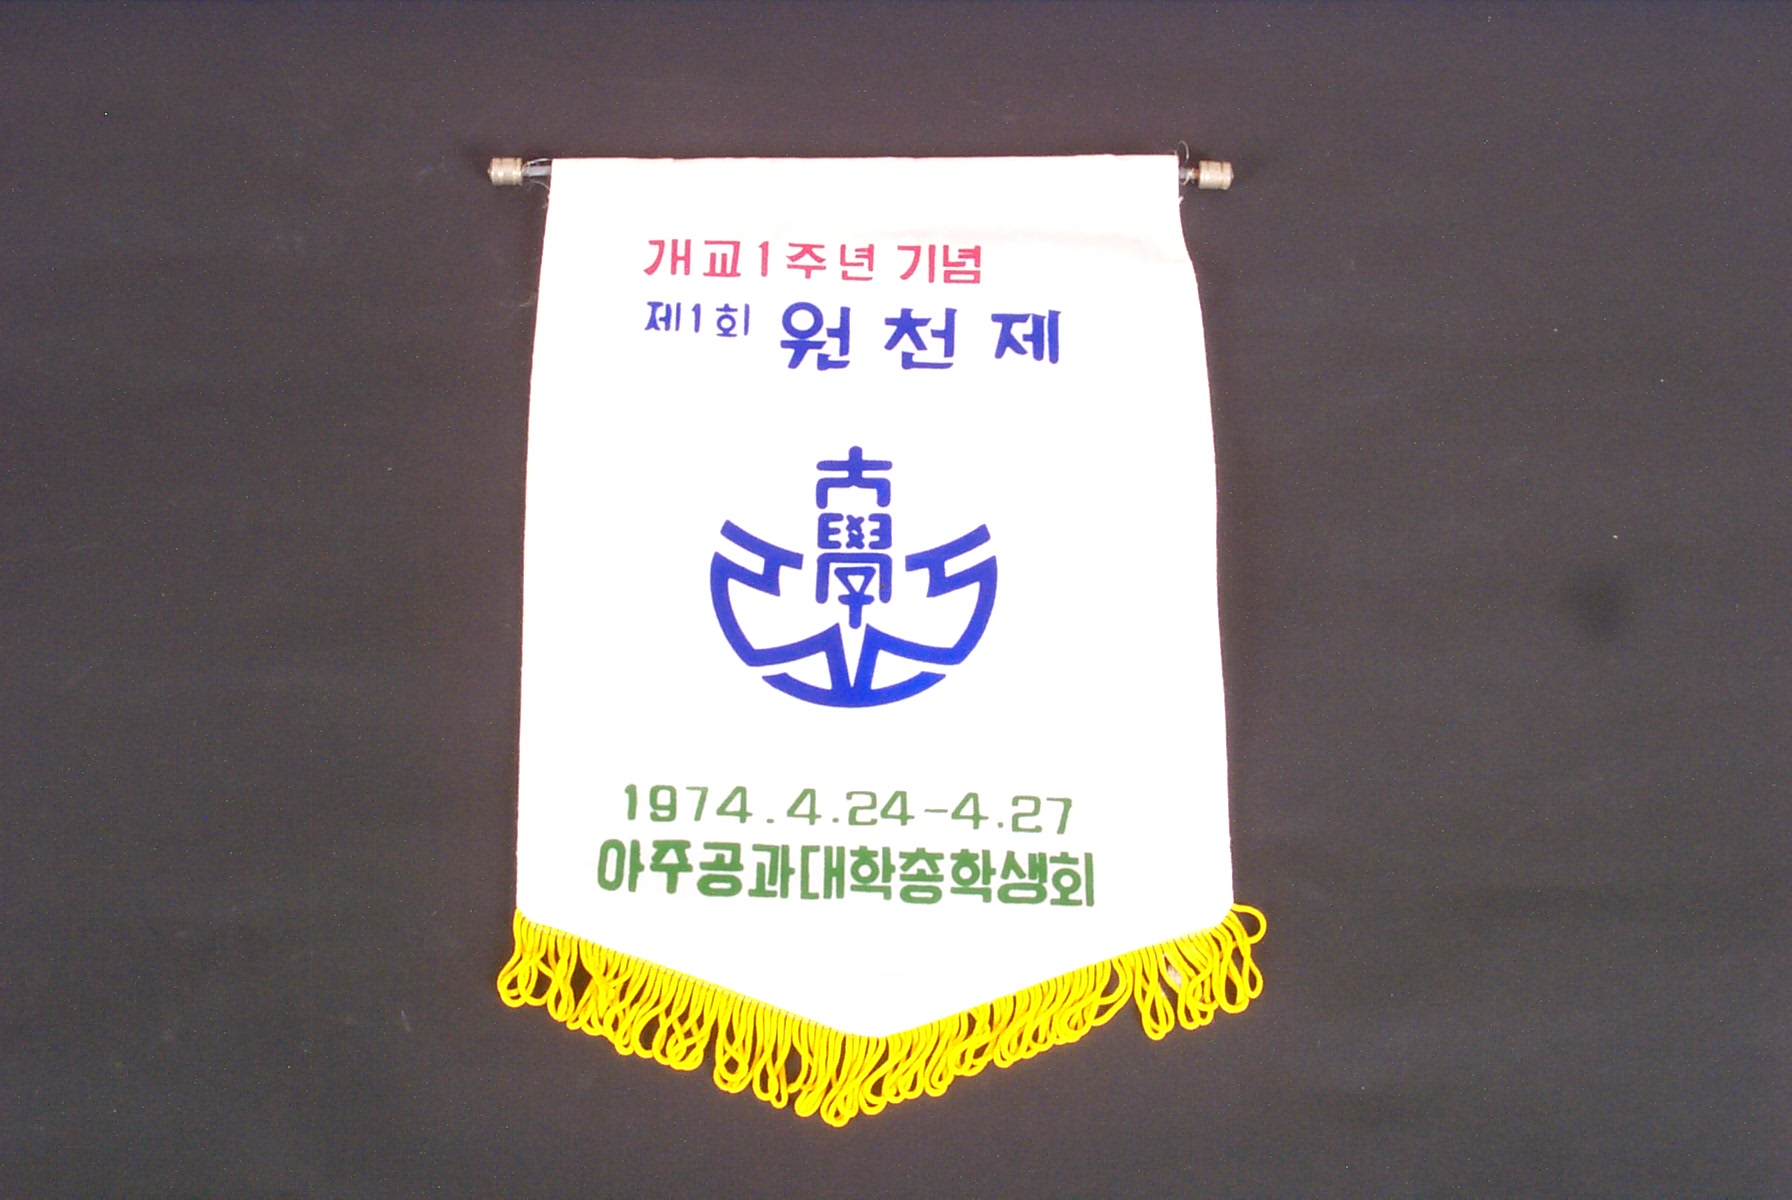 개교1주년 기념
제1회 원천제
大學
1974.4.24-4.27
아주공과대학총학생회